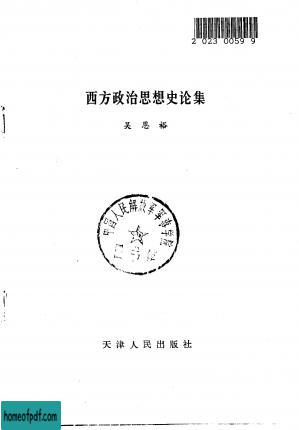 2 023 0059 9
西方政治思想史论集
吴恩裕
中国人民解放军军事学院
天津人民出版社
homeofpdf.com